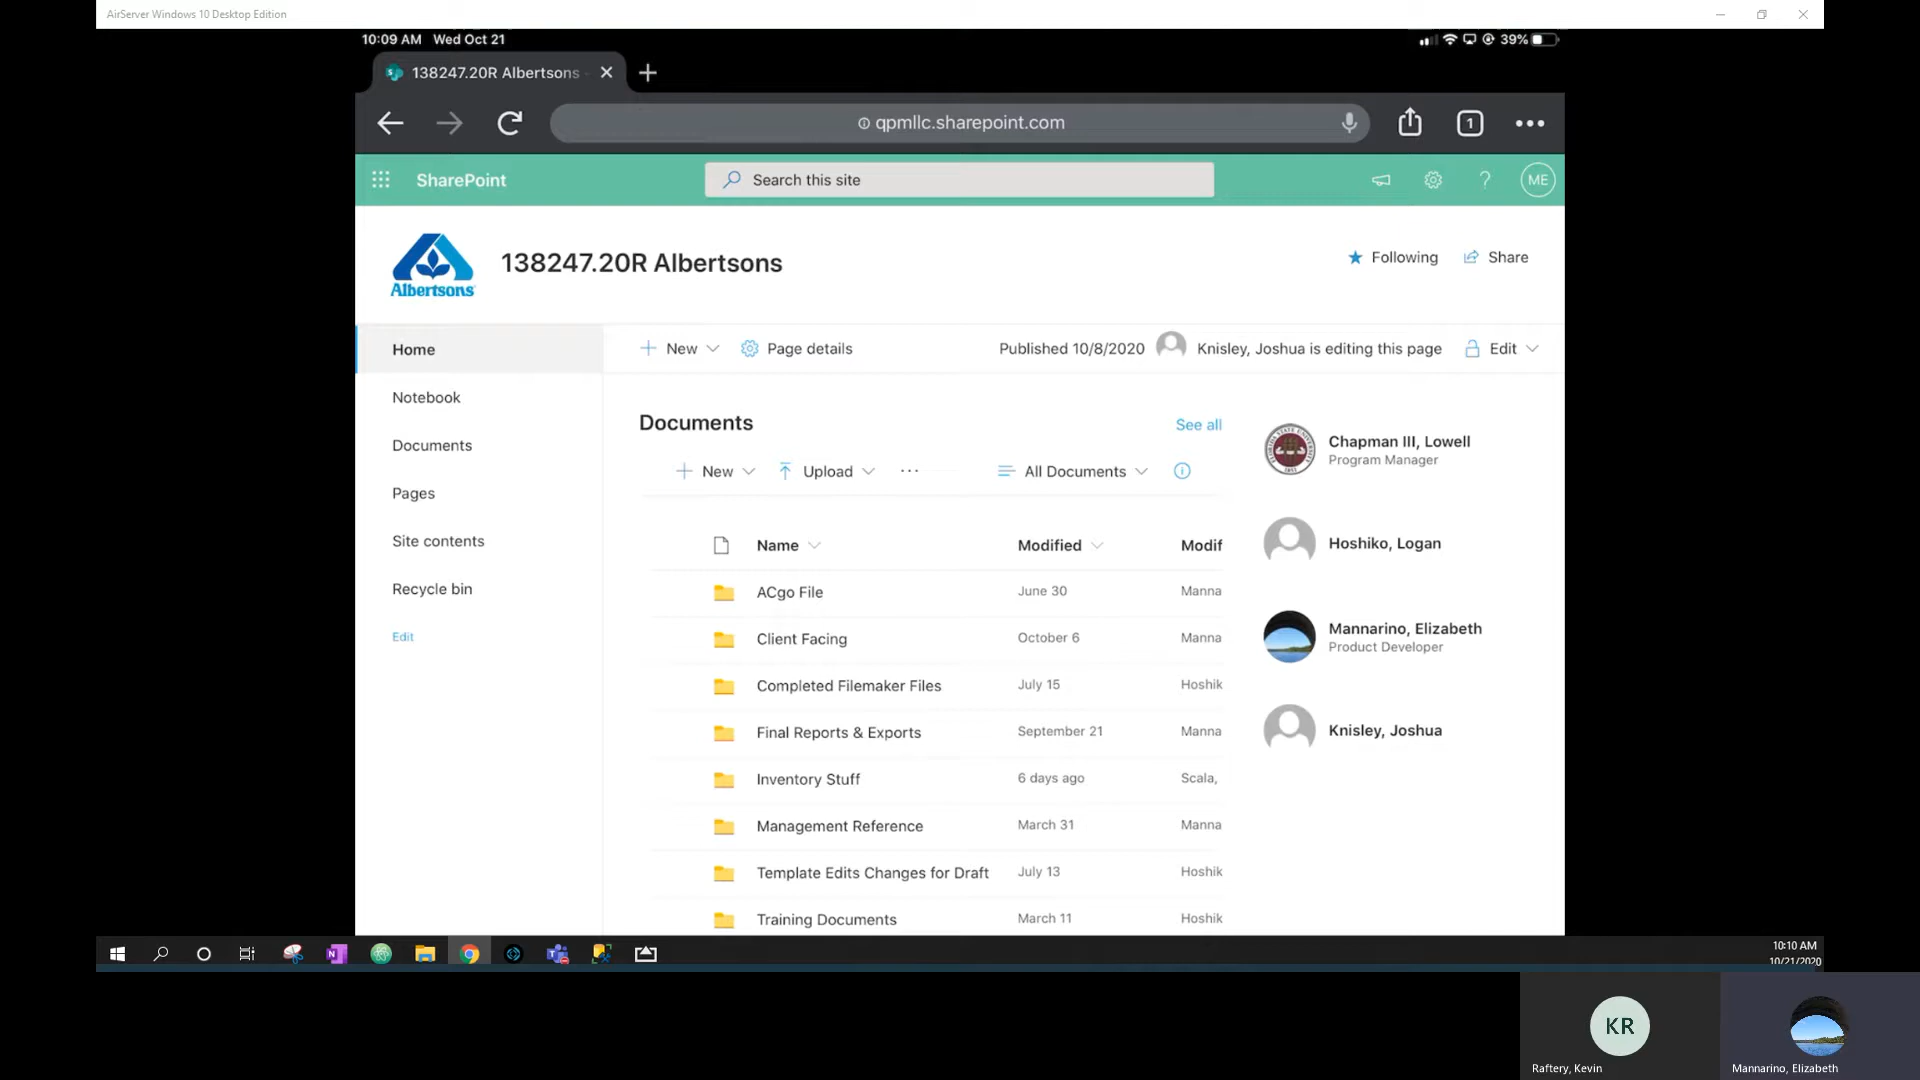 AirServer Windows 10 Desktop Edition
10:09 AM Wed Oct 21
39%
138247.20R Albertsons -
qpmllc.sharepoint.com
1
SharePoint
Search this site
?
ME
Albertsons
138247.20R Albertsons
Following
Share
Home
Notebook
Documents
Pages
Site contents
Recycle bin
Edit
New
Page details
Published 10/8/2020
Knisley, Joshua is editing this page
Edit
Documents
See all
New
Upload
...
All Documents
Name Modified Modif
ACgo File June 30 Manna
Client Facing October 6 Manna
Completed Filemaker Files July 15 Hoshik
Final Reports & Exports September 21 Manna
Inventory Stuff 6 days ago Scala,
Management Reference March 31 Manna
Template Edits Changes for Draft July 13 Hoshik
Training Documents March 11 Hoshik
Chapman III, Lowell
Program Manager
Hoshiko, Logan
Mannarino, Elizabeth
Product Developer
Knisley, Joshua
10:10 AM
10/21/2020
KR
Raftery, Kevin
Mannarino, Elizabeth